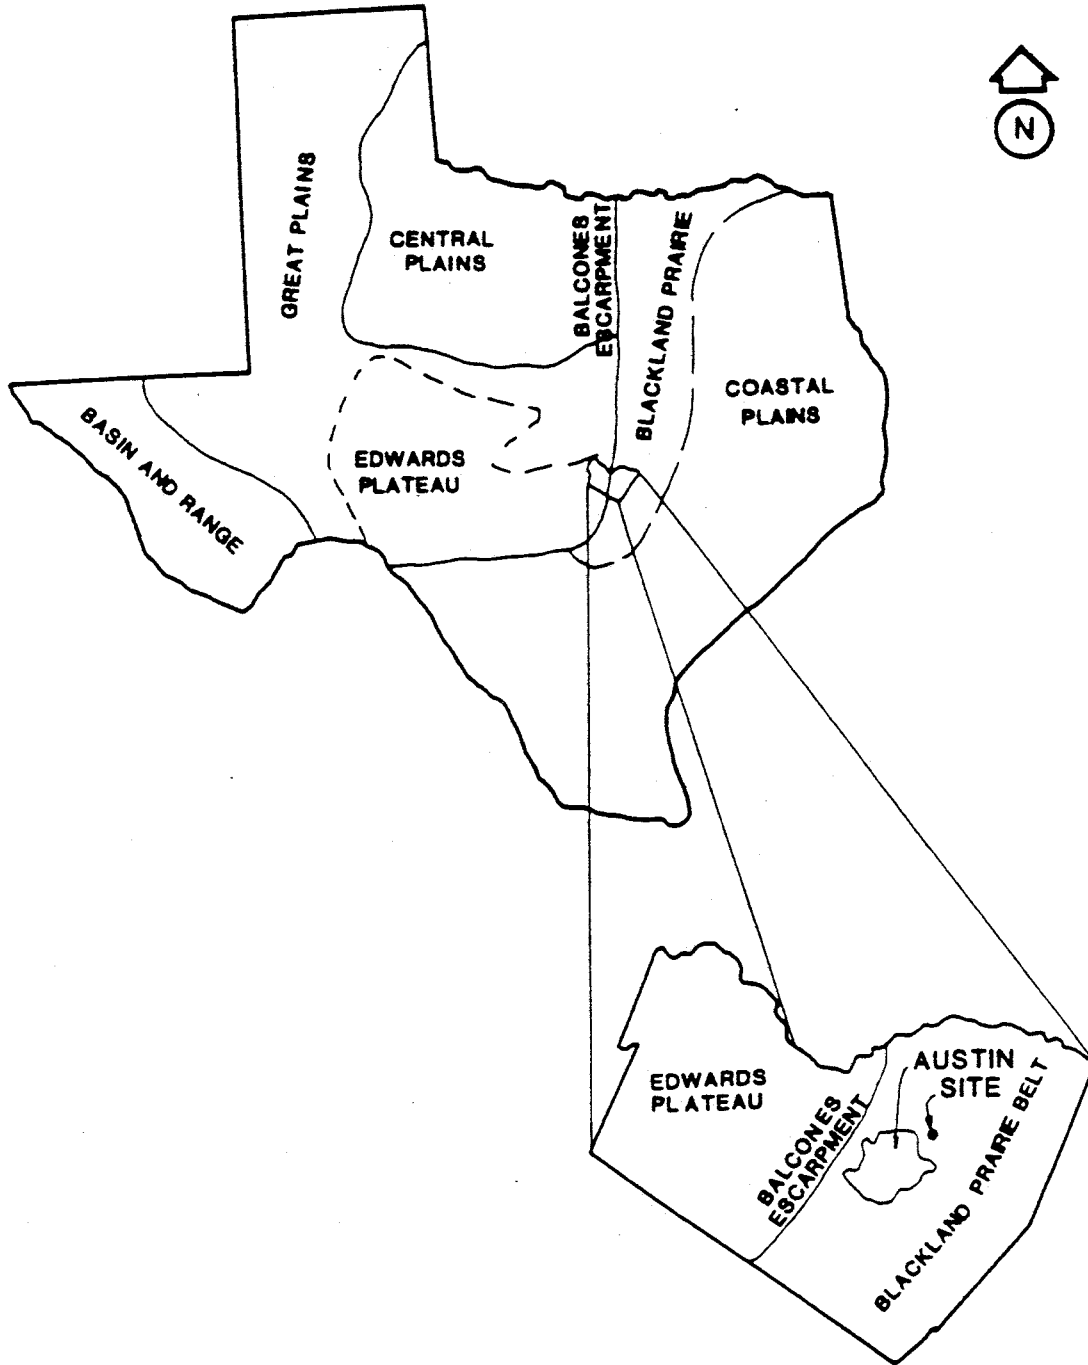 N
GREAT PLAINS
CENTRAL
PLAINS
BALCONES
ESCARPMENT
BLACKLAND PRAIRIE
COASTAL
PLAINS
BASIN AND RANGE
EDWARDS
PLATEAU
EDWARDS
PLATEAU
BALCONES
ESCARPMENT
AUSTIN
SITE
BLACKLAND PRAIRIE BELT